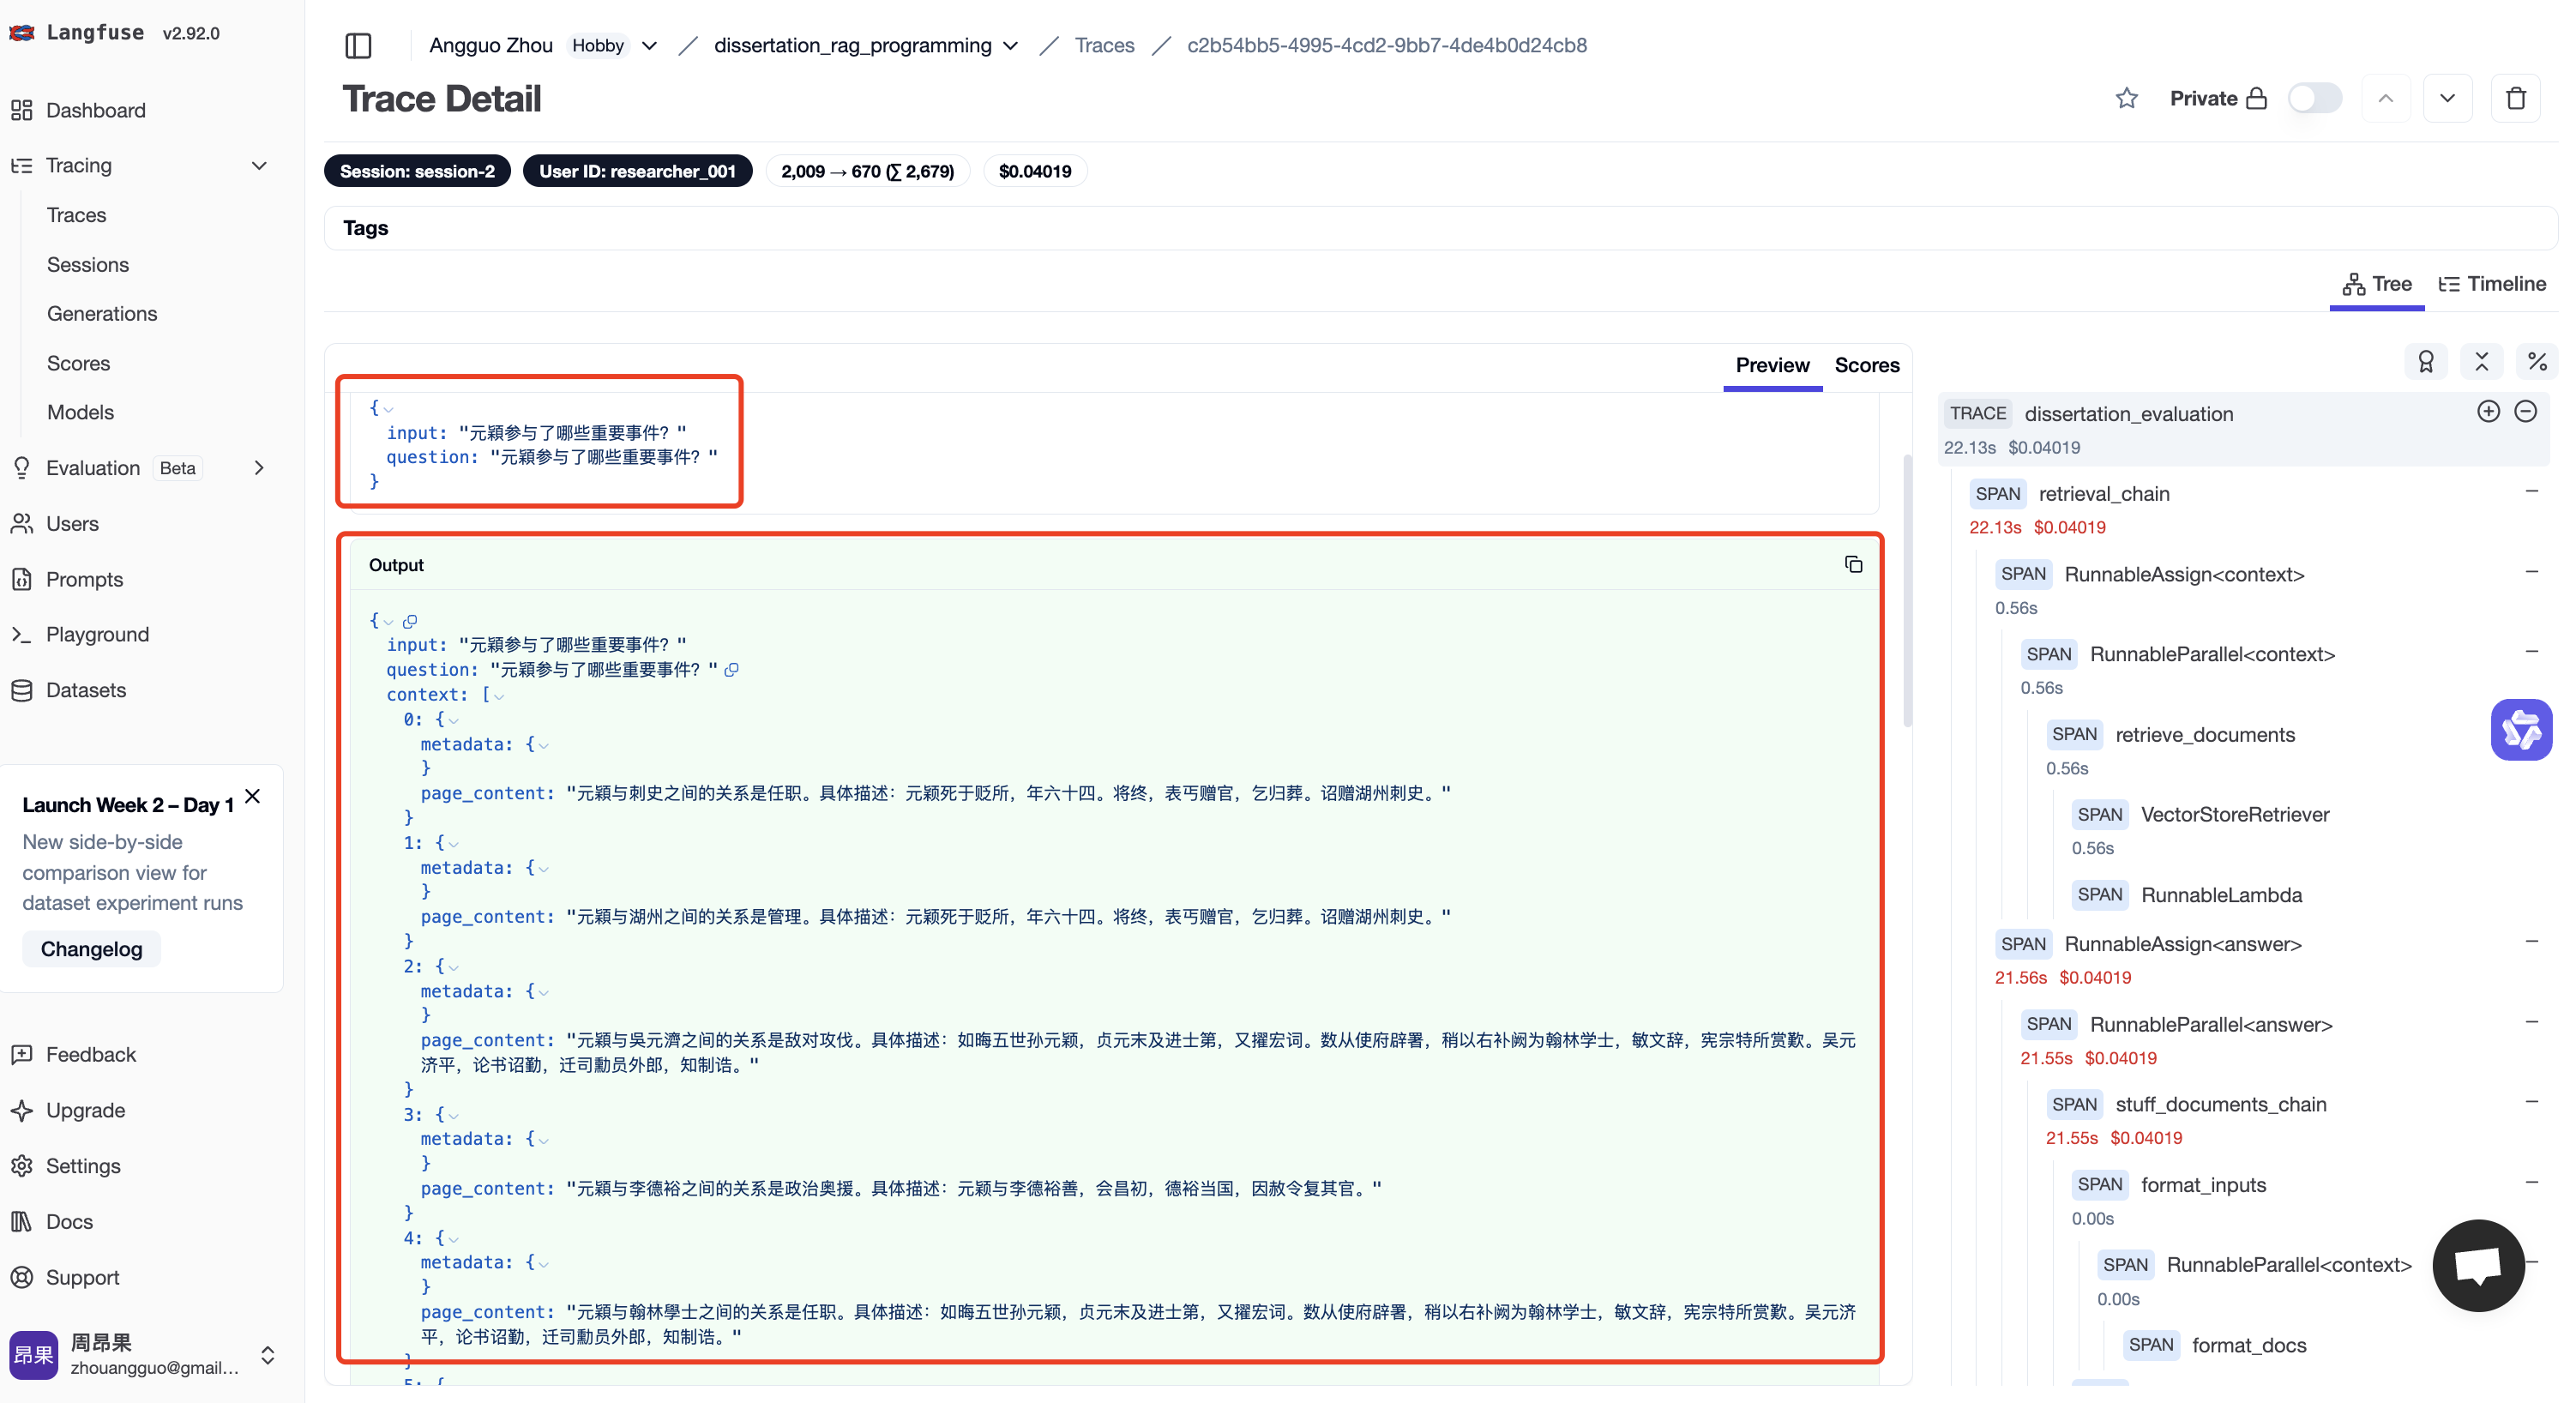 Langfuse v2.92.0
Dashboard
Tracing
Traces
Sessions
Generations
Scores
Models
Evaluation Beta
Users
Prompts
Playground
Datasets
Launch Week 2 – Day 1
New side-by-side
comparison view for
dataset experiment runs
Changelog
Feedback
Upgrade
Settings
Docs
Support
昂果
周昂果
zhouangguo@gmail...
Angguo Zhou Hobby / dissertation_rag_programming / Traces / c2b54bb5-4995-4cd2-9bb7-4de4b0d24cb8
Trace Detail
Private
Session: session-2 User ID: researcher_001 2,009 → 670 (∑ 2,679) $0.04019
Tags
Tree Timeline
Preview Scores
{
input: "元穎参与了哪些重要事件？"
question: "元穎参与了哪些重要事件？"
}
Output
{
input: "元穎参与了哪些重要事件？"
question: "元穎参与了哪些重要事件？"
context: [
0: {
metadata: {
}
page_content: "元穎与刺史之间的关系是任职。具体描述：元颖死于贬所，年六十四。将终，表丐赠官，乞归葬。诏赠湖州刺史。"
}
1: {
metadata: {
}
page_content: "元穎与湖州之间的关系是管理。具体描述：元颖死于贬所，年六十四。将终，表丐赠官，乞归葬。诏赠湖州刺史。"
}
2: {
metadata: {
}
page_content: "元穎与吳元濟之间的关系是敌对攻伐。具体描述：如晦五世孙元颖，贞元末及进士第，又擢宏词。数从使府辟署，稍以右补阙为翰林学士，敏文辞，宪宗特所赏歎。吴元
济平，论书诏勤，迁司勳员外郎，知制诰。"
}
3: {
metadata: {
}
page_content: "元穎与李德裕之间的关系是政治奥援。具体描述：元颖与李德裕善，会昌初，德裕当国，因赦令复其官。"
}
4: {
metadata: {
}
page_content: "元穎与翰林學士之间的关系是任职。具体描述：如晦五世孙元颖，贞元末及进士第，又擢宏词。数从使府辟署，稍以右补阙为翰林学士，敏文辞，宪宗特所赏歎。吴元济
平，论书诏勤，迁司勳员外郎，知制诰。"
}
5: {
TRACE dissertation_evaluation
22.13s $0.04019
SPAN retrieval_chain
22.13s $0.04019
SPAN RunnableAssign<context>
0.56s
SPAN RunnableParallel<context>
0.56s
SPAN retrieve_documents
0.56s
SPAN VectorStoreRetriever
0.56s
SPAN RunnableLambda
SPAN RunnableAssign<answer>
21.56s $0.04019
SPAN RunnableParallel<answer>
21.55s $0.04019
SPAN stuff_documents_chain
21.55s $0.04019
SPAN format_inputs
0.00s
SPAN RunnableParallel<context>
0.00s
SPAN format_docs